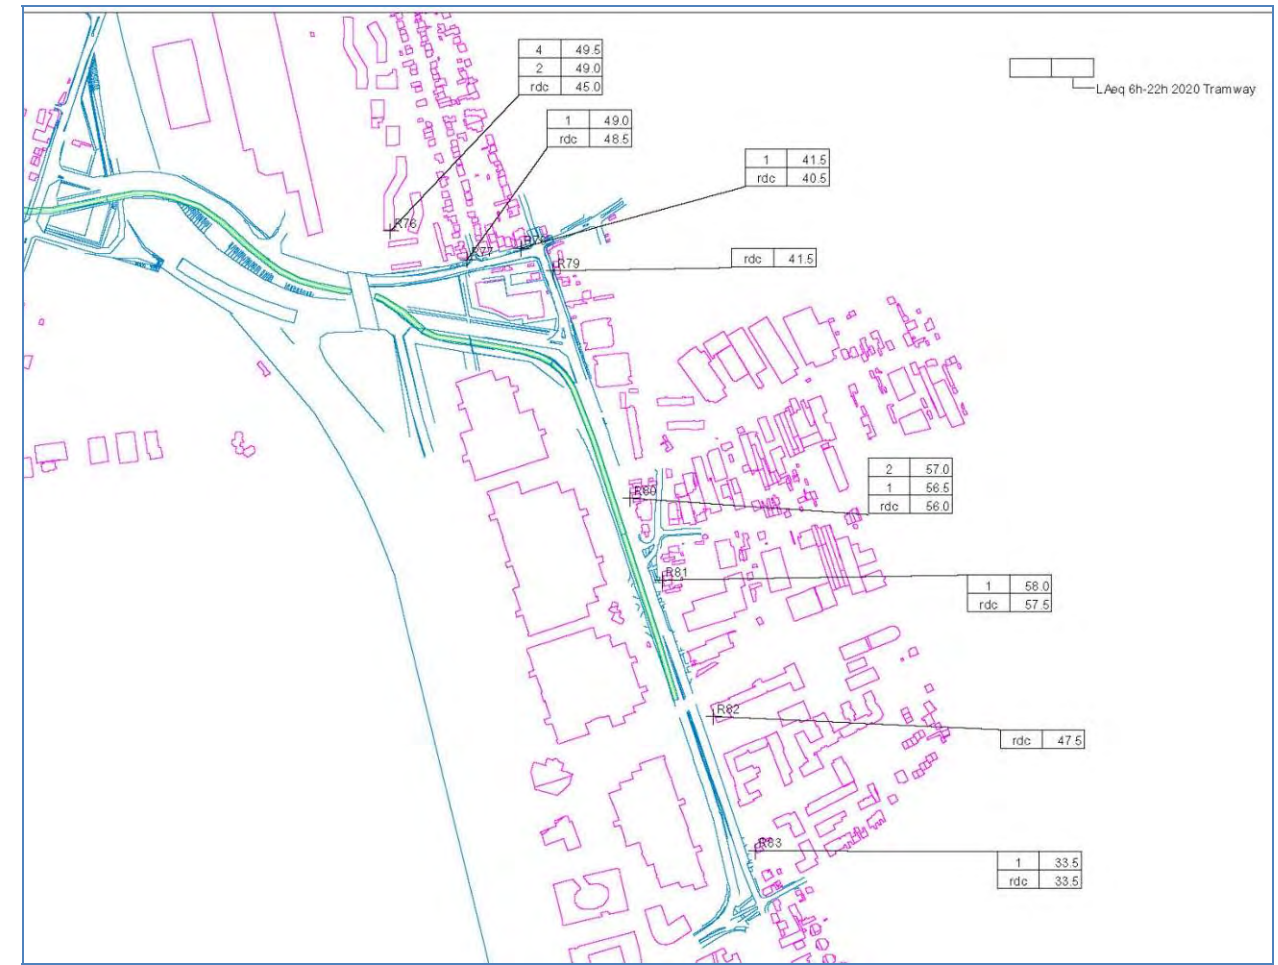 4 49.5
2 49.0
rdc 45.0
LAeq 6h-22h 2020 Tramway
1 49.0
rdc 48.5
1 41.5
rdc 40.5
R76
R77
rdc 41.5
R79
2 57.0
1 56.5
rdc 56.0
R80
R81
1 58.0
rdc 57.5
R82
rdc 47.5
R83
1 33.5
rdc 33.5